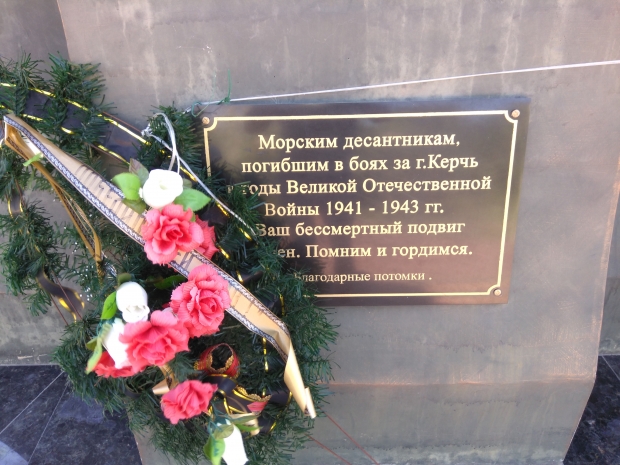 Морским десантникам,
погибшим в боях за г.Керчь
годы Великой Отечественной
Войны 1941 - 1943 гг.
Ваш бессмертный подвиг
ен. Помним и гордимся.
Благодарные потомки .